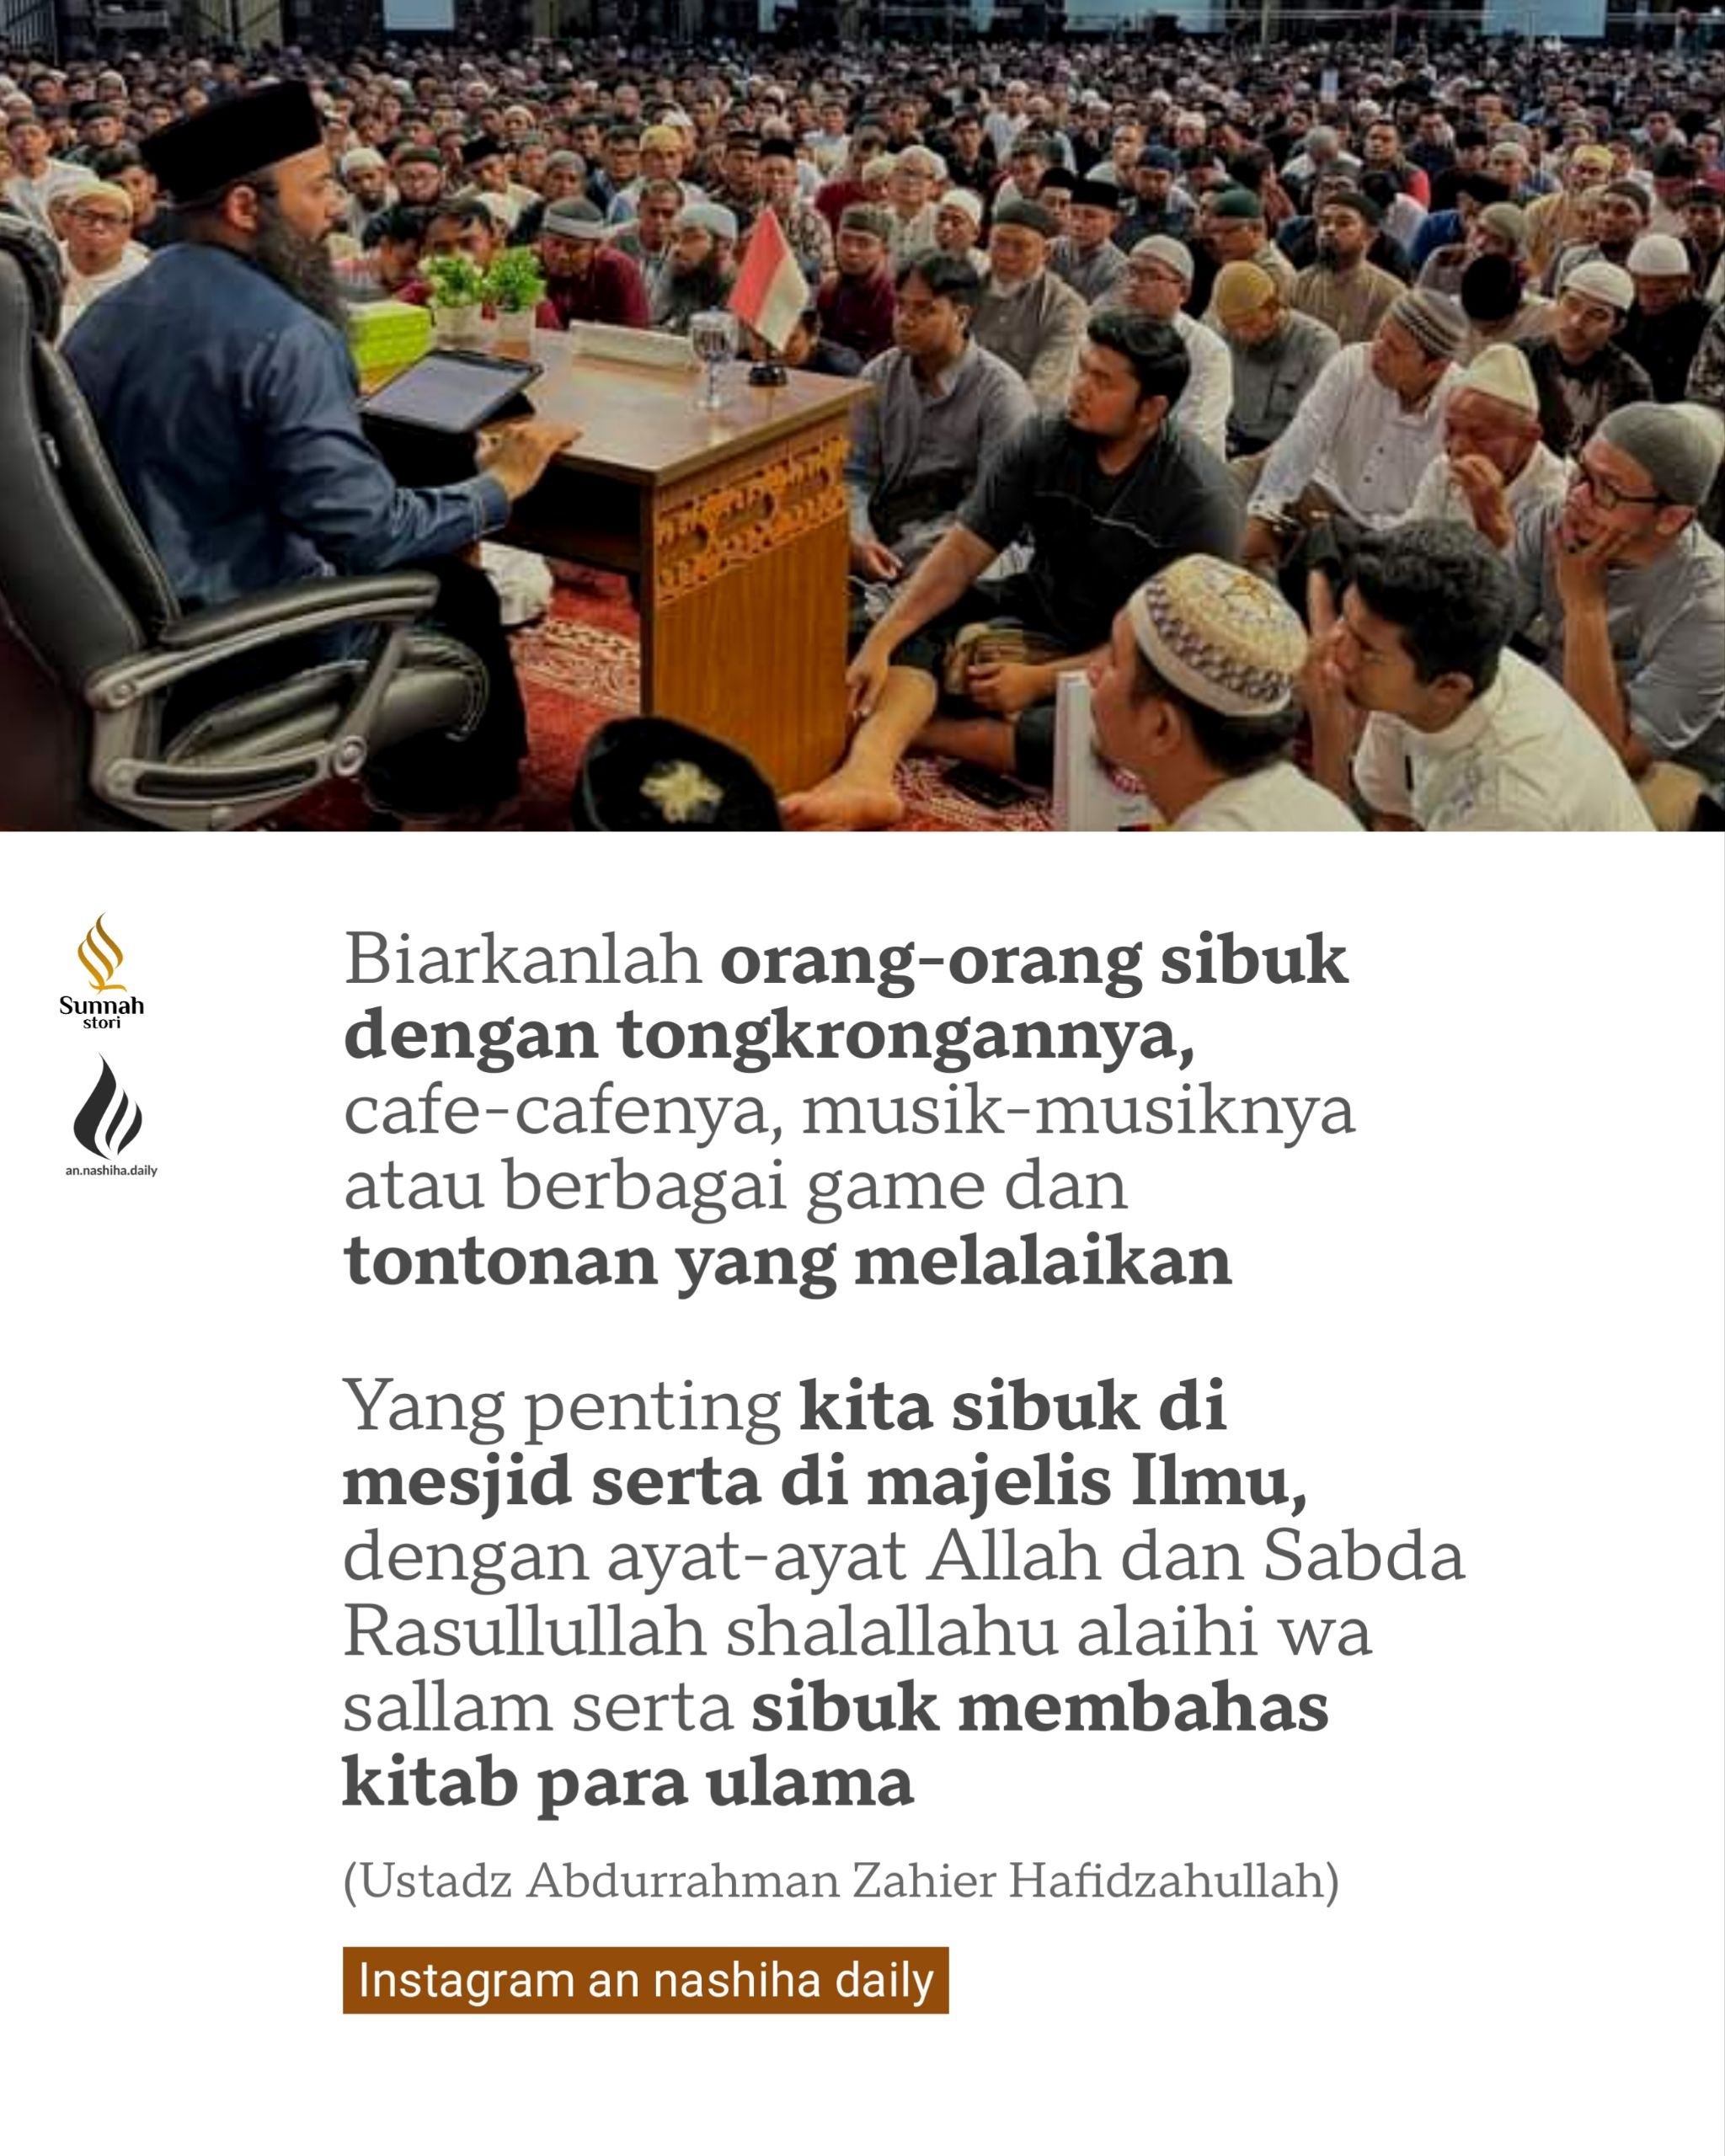 Sunnah
stori
an.nashiha.daily
Biarkanlah orang-orang sibuk
dengan tongkrongannya,
cafe-cafenya, musik-musiknya
atau berbagai game dan
tontonan yang melalaikan
Yang penting kita sibuk di
mesjid serta di majelis Ilmu,
dengan ayat-ayat Allah dan Sabda
Rasullullah shalallahu alaihi wa
sallam serta sibuk membahas
kitab para ulama
(Ustadz Abdurrahman Zahier Hafidzahullah)
Instagram an nashiha daily